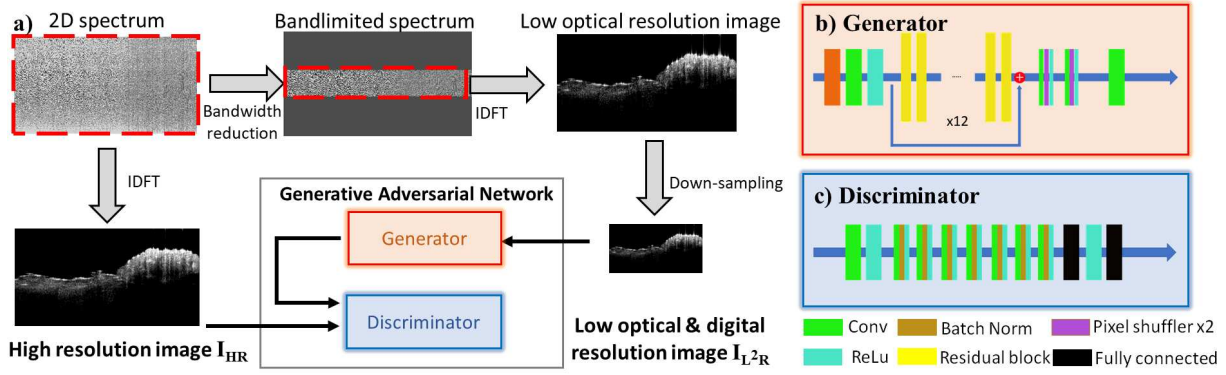 a)
2D spectrum
Bandlimited spectrum
Low optical resolution image
Bandwidth
reduction
IDFT
IDFT
Down-sampling
Generative Adversarial Network
Generator
Discriminator
High resolution image I_HR
Low optical & digital
resolution image I_L²R
b) Generator
.....
+
x12
c) Discriminator
Conv
Batch Norm
Pixel shuffler x2
ReLu
Residual block
Fully connected